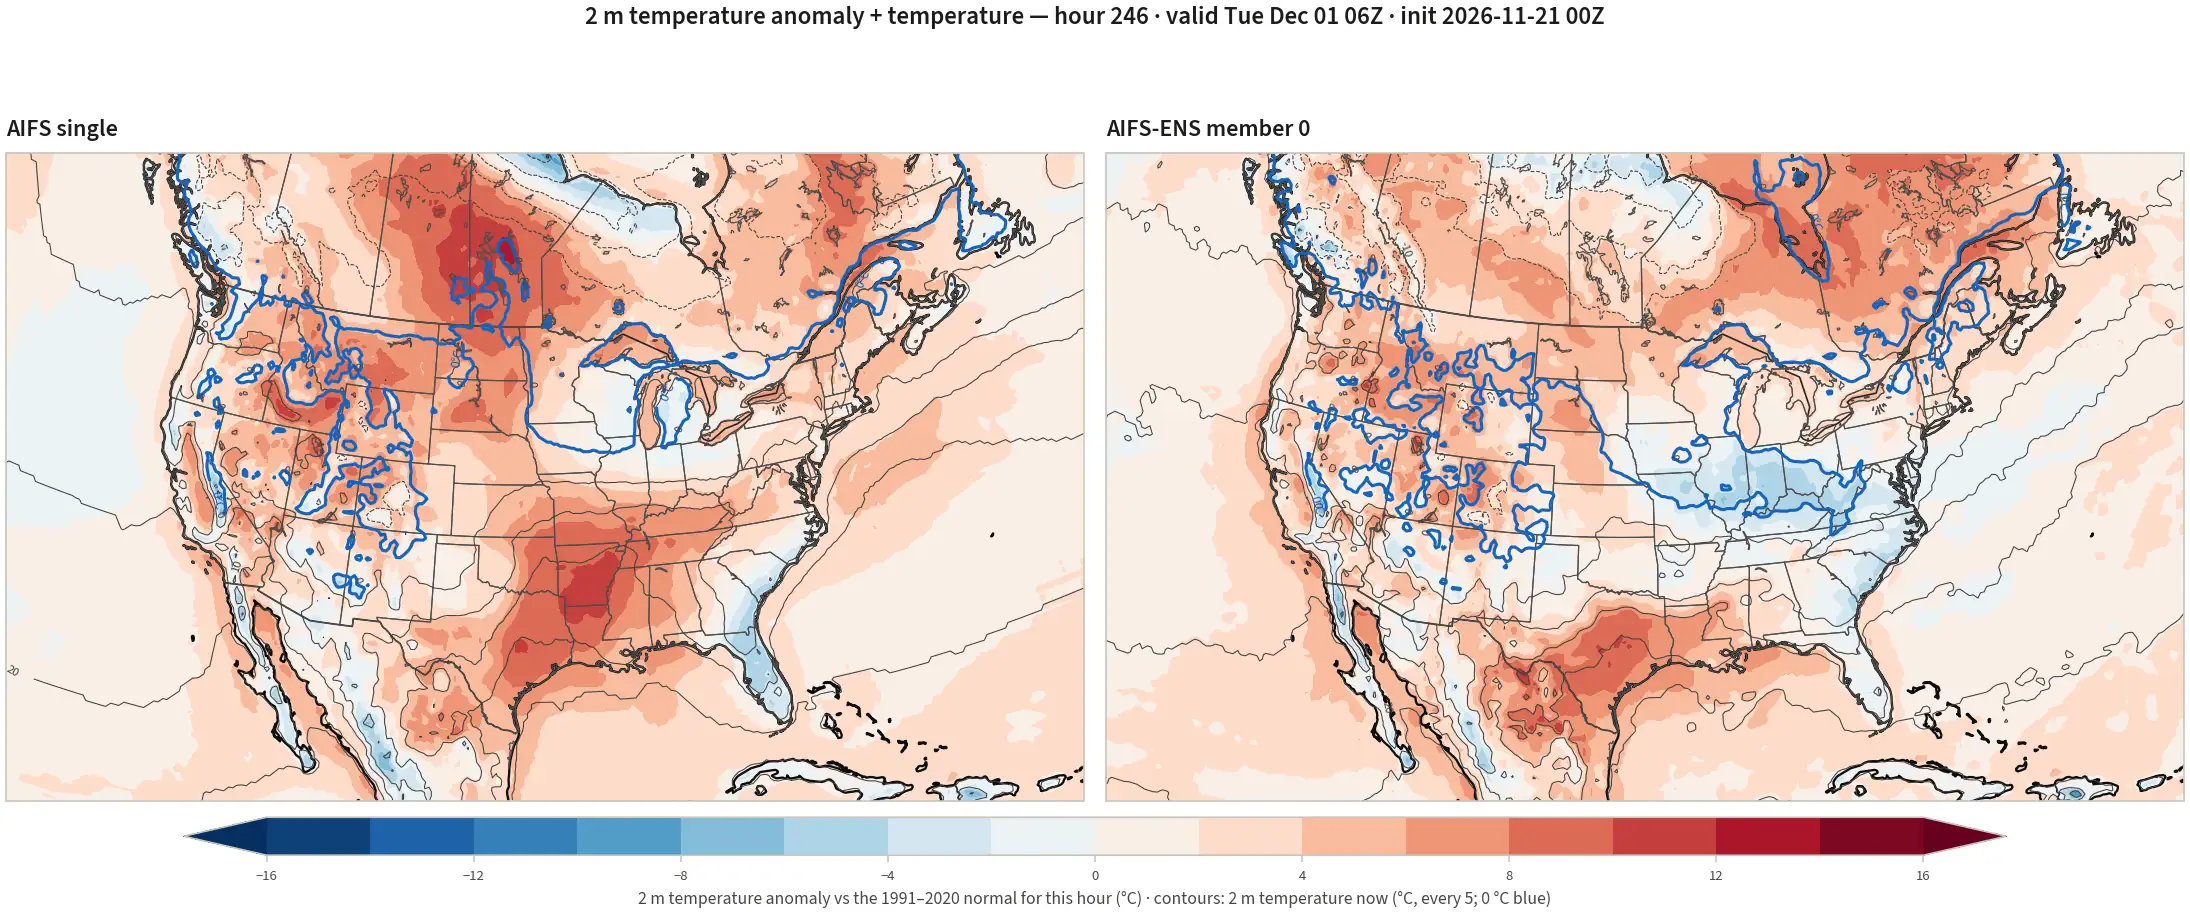 2 m temperature anomaly + temperature — hour 246 · valid Tue Dec 01 06Z · init 2026-11-21 00Z
AIFS single
AIFS-ENS member 0
20
−16 −12 −8 −4 0 4 8 12 16
2 m temperature anomaly vs the 1991–2020 normal for this hour (°C) · contours: 2 m temperature now (°C, every 5; 0 °C blue)